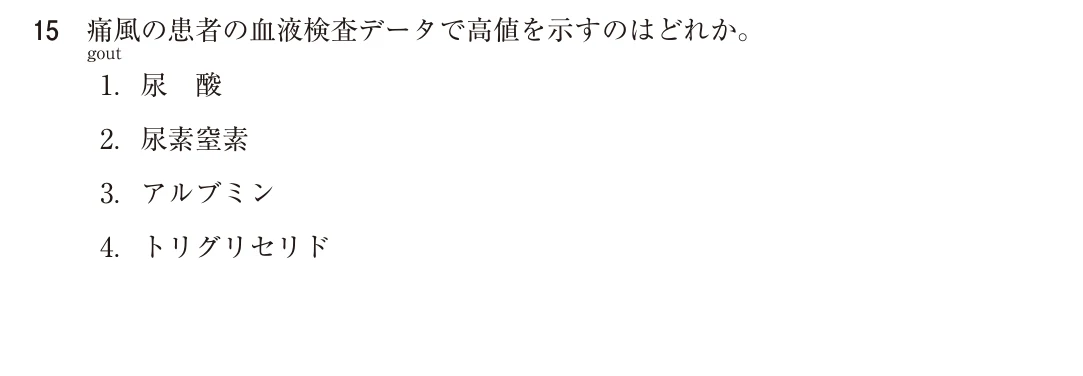 15 痛風の患者の血液検査データで高値を示すのはどれか。
gout
1. 尿　酸
2. 尿素窒素
3. アルブミン
4. トリグリセリド